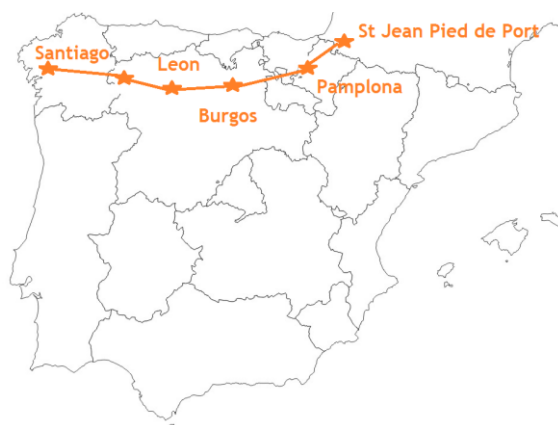 St Jean Pied de Port
Santiago
Leon
Pamplona
Burgos